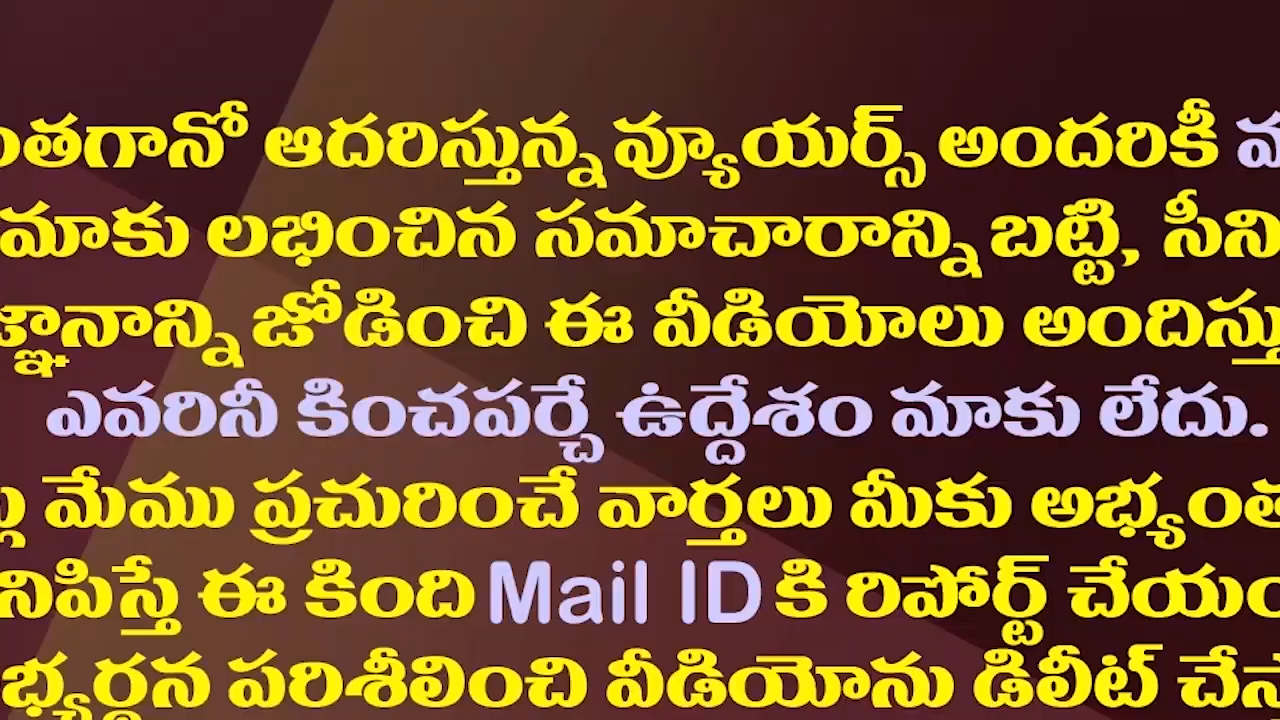 ంతగానో ఆదరిస్తున్న వ్యూయర్స్ అందరికీ
మాకు లభించిన సమాచారాన్ని బట్టి, సీని
జ్ఞానాన్ని జోడించి ఈ వీడియోలు అందిస్తు
ఎవరినీ కించపర్చే ఉద్దేశం మాకు లేదు.
మేము ప్రచురించే వార్తలు మీకు అభ్యంత
నిపిస్తే ఈ కింది Mail ID కి రిపోర్ట్ చేయం
భ్యర్థన పరిశీలించి వీడియోను డిలీట్ చేస